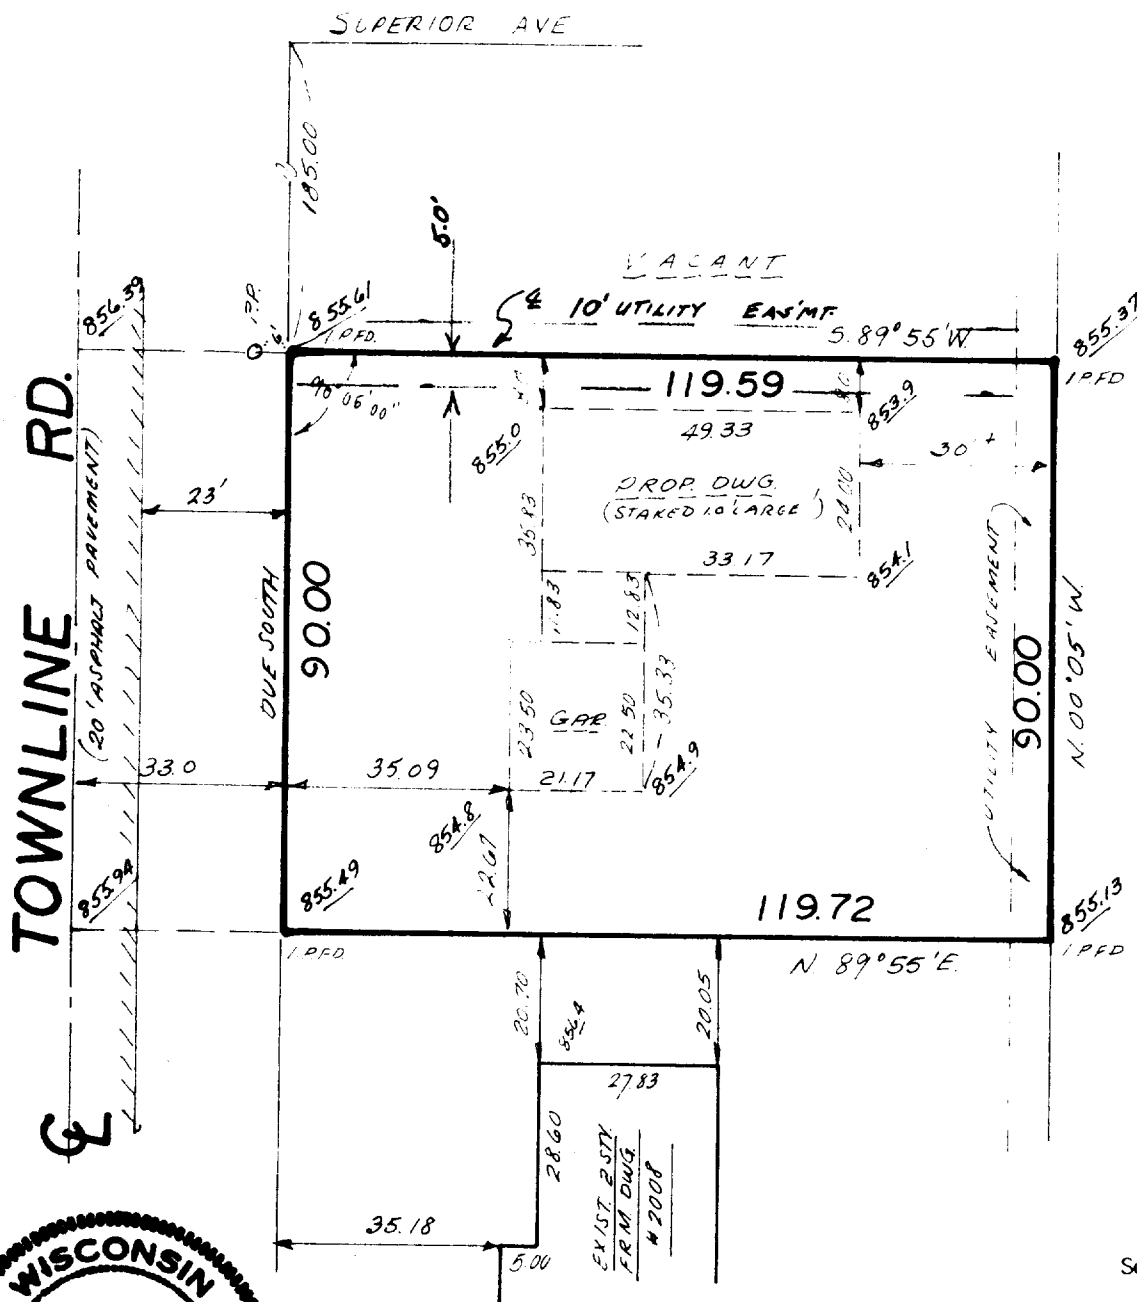 SUPERIOR AVE
185.00
5.0'
VACANT
856.39
P.P.
6'
855.61
I.P.FD.
℄ 10' UTILITY EAS'MT.
S. 89°55'W
855.37
I.P.FD
90°05'00"
119.59
8.0
853.9
49.33
855.0
30'±
TOWNLINE RD.
(20' ASPHALT PAVEMENT)
23'
PROP. DWG.
(STAKED 1.0' LARGE)
35.83
24.00
33.17
854.1
DUE SOUTH
90.00
11.83
12.83
UTILITY EASEMENT
90.00
N. 00°05' W.
GAR.
23.50
22.50
35.33
33.0
35.09
21.17
854.9
854.8
22.67
855.94
855.49
119.72
855.13
I.P.FD.
N. 89°55'E.
I.P.FD
20.70
856.4
20.05
℄
27.83
28.60
EXIST. 2 STY.
FRM. DWG.
#2008
35.18
5.00
WISCONSIN